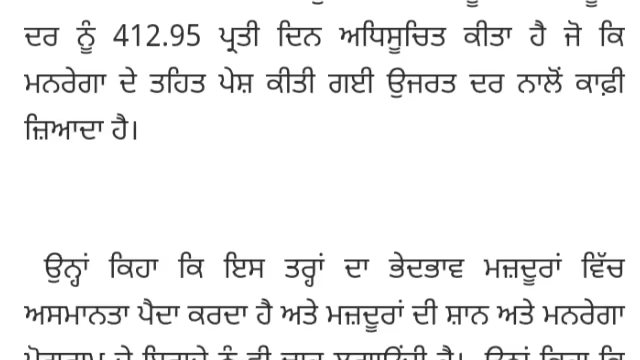 ਦਰ ਨੂੰ 412.95 ਪ੍ਰਤੀ ਦਿਨ ਅਧਿਸੂਚਿਤ ਕੀਤਾ ਹੈ ਜੋ ਕਿ
ਮਨਰੇਗਾ ਦੇ ਤਹਿਤ ਪੇਸ਼ ਕੀਤੀ ਗਈ ਉਜਰਤ ਦਰ ਨਾਲੋਂ ਕਾਫ਼ੀ
ਜ਼ਿਆਦਾ ਹੈ।
ਉਨ੍ਹਾਂ ਕਿਹਾ ਕਿ ਇਸ ਤਰ੍ਹਾਂ ਦਾ ਭੇਦਭਾਵ ਮਜ਼ਦੂਰਾਂ ਵਿੱਚ
ਅਸਮਾਨਤਾ ਪੈਦਾ ਕਰਦਾ ਹੈ ਅਤੇ ਮਜ਼ਦੂਰਾਂ ਦੀ ਸ਼ਾਨ ਅਤੇ ਮਨਰੇਗਾ